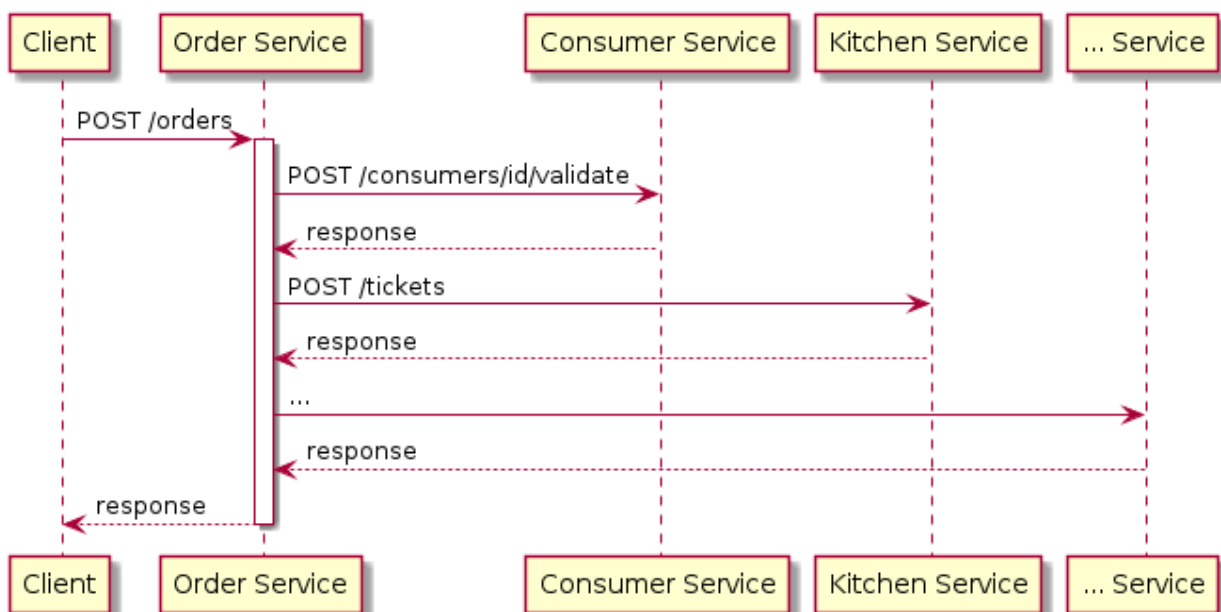 Client
Order Service
Consumer Service
Kitchen Service
... Service
POST /orders
POST /consumers/id/validate
response
POST /tickets
response
...
response
response
Client
Order Service
Consumer Service
Kitchen Service
... Service